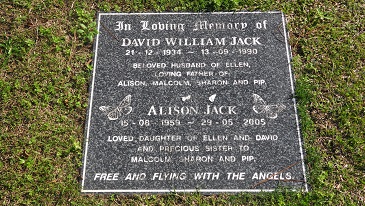 In Loving Memory of
DAVID WILLIAM JACK
21 - 12 - 1934 — 13 - 09 - 1990
BELOVED HUSBAND OF ELLEN,
LOVING FATHER OF
ALISON, MALCOLM, SHARON AND PIP.
ALISON JACK
15 - 08 - 1959 — 29 - 05 - 2005
LOVED DAUGHTER OF ELLEN AND DAVID
AND PRECIOUS SISTER TO
MALCOLM, SHARON AND PIP.
FREE AND FLYING WITH THE ANGELS.